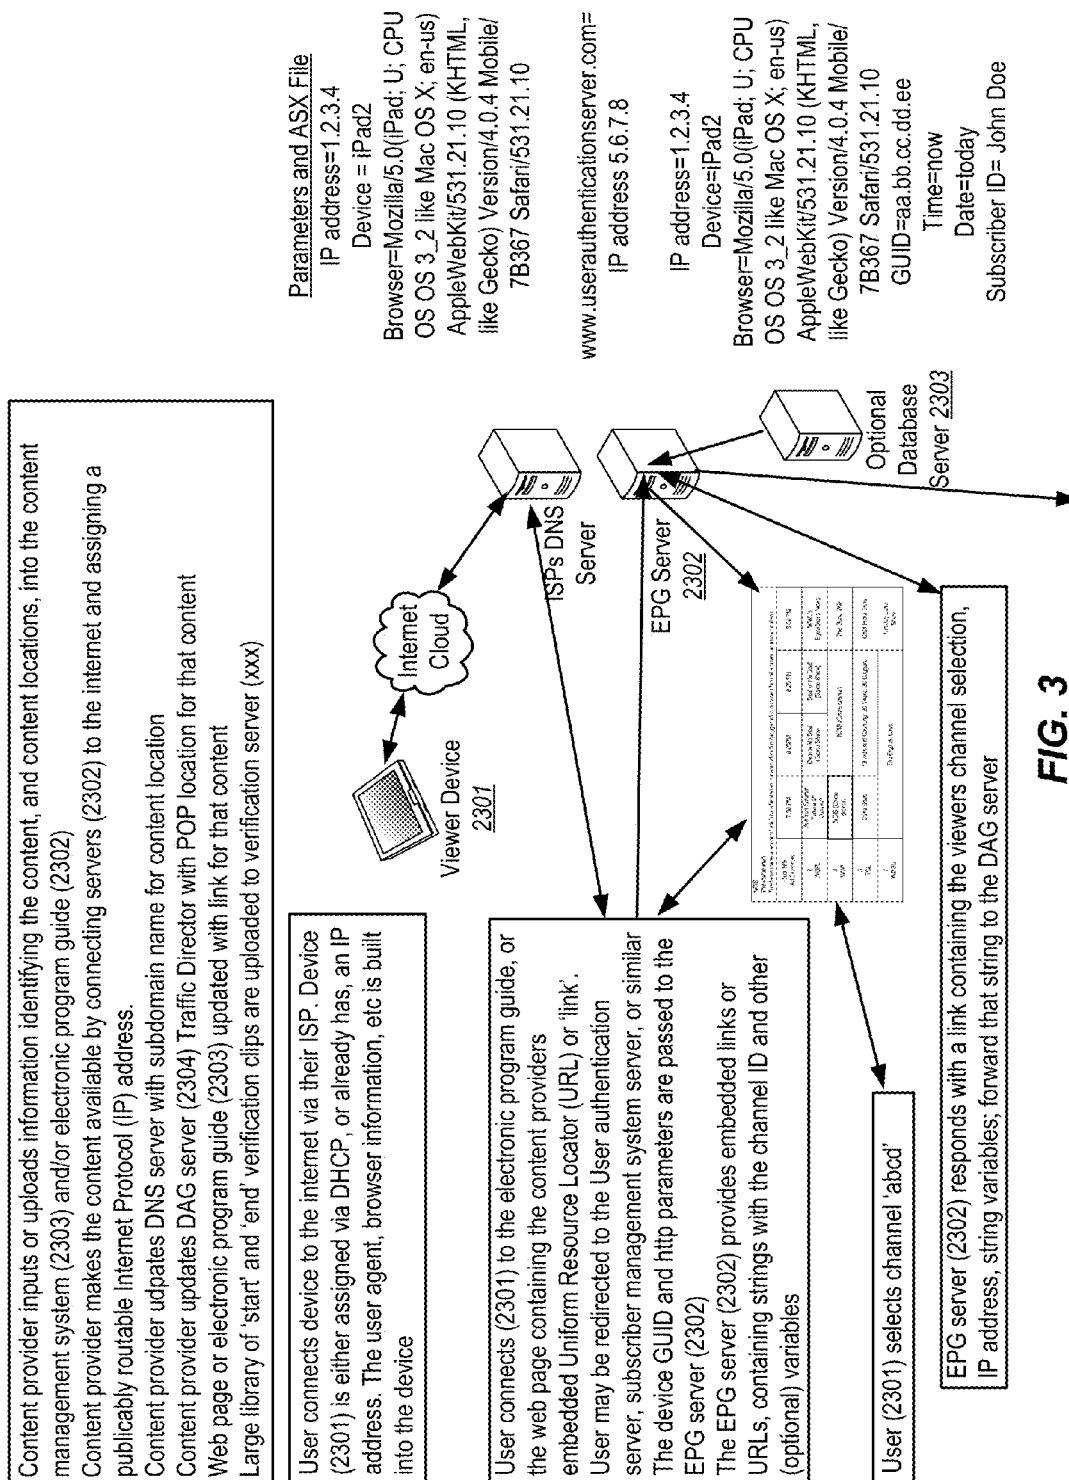 Content provider inputs or uploads information identifying the content, and content locations, into the content
management system (2303) and/or electronic program guide (2302)
Content provider makes the content available by connecting servers (2302) to the internet and assigning a
publicably routable Internet Protocol (IP) address.
Content provider udpates DNS server with subdomain name for content location
Content provider updates DAG server (2304) Traffic Director with POP location for that content
Web page or electronic program guide (2303) updated with link for that content
Large library of 'start' and 'end' verification clips are uploaded to verification server (xxx)
User connects device to the internet via their ISP. Device
(2301) is either assigned via DHCP, or already has, an IP
address. The user agent, browser information, etc is built
into the device
Viewer Device
2301
Internet
Cloud
ISPs DNS
Server
Parameters and ASX File
IP address=1.2.3.4
Device = iPad2
Browser=Mozilla/5.0(iPad; U; CPU
OS OS 3_2 like Mac OS X; en-us)
AppleWebKit/531.21.10 (KHTML,
like Gecko) Version/4.0.4 Mobile/
7B367 Safari/531.21.10
User connects (2301) to the electronic program guide, or
the web page containing the content providers
embedded Uniform Resource Locator (URL) or 'link'.
User may be redirected to the User authentication
server, subscriber management system server, or similar
The device GUID and http parameters are passed to the
EPG server (2302)
The EPG server (2302) provides embedded links or
URLs, containing strings with the channel ID and other
(optional) variables
EPG Server
2302
www.userauthenticationserver.com=
IP address 5.6.7.8
IP address=1.2.3.4
Device=iPad2
Browser=Mozilla/5.0(iPad; U; CPU
OS OS 3_2 like Mac OS X; en-us)
AppleWebKit/531.21.10 (KHTML,
like Gecko) Version/4.0.4 Mobile/
7B367 Safari/531.21.10
GUID=aa.bb.cc.dd.ee
Time=now
Date=today
Subscriber ID= John Doe
Optional
Database
Server 2303
User (2301) selects channel 'abcd'
EPG server (2302) responds with a link containing the viewers channel selection,
IP address, string variables; forward that string to the DAG server
FIG. 3